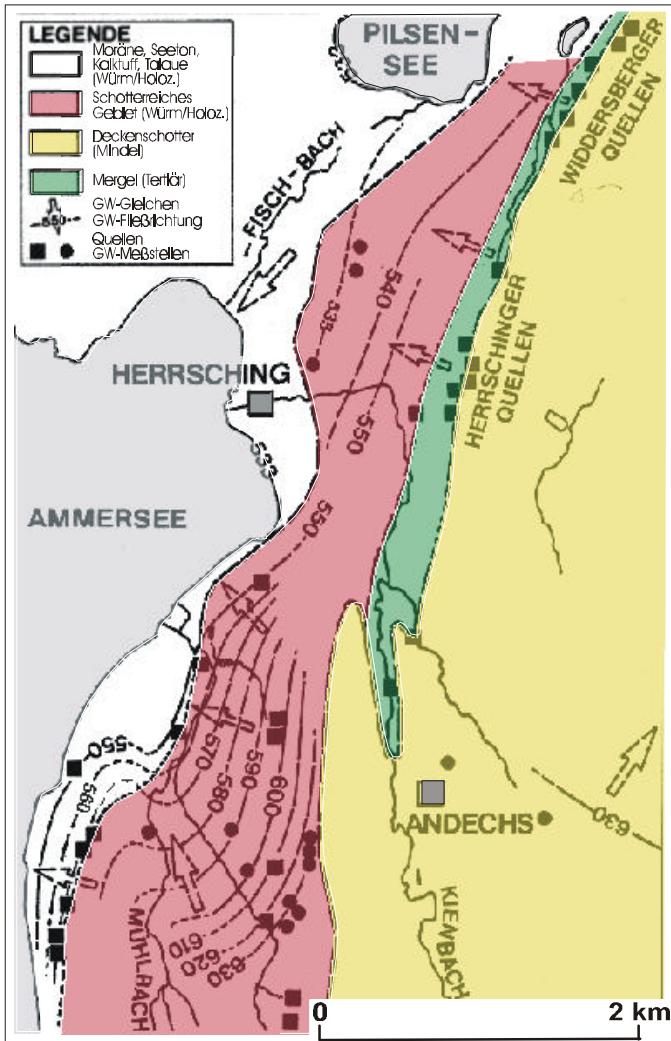 LEGENDE
Moräne, Seeton,
Kalktuff, Talaue
(Würm/Holoz.)
Schotterreiches
Gebiet (Würm/Holoz.)
Deckenschotter
(Mindel)
Mergel (Tertiär)
GW-Gleichen
550
GW-Fließrichtung
Quellen
GW-Meßstellen
PILSEN-
SEE
WIDDERSBERGER
QUELLEN
FISCH-BACH
540
535
HERRSCHINGER
QUELLEN
HERRSCHING
550
533
AMMERSEE
550
550
560
570
580
590
600
610
620
630
630
ANDECHS
MÜHLBACH
KIENBACH
0
2 km